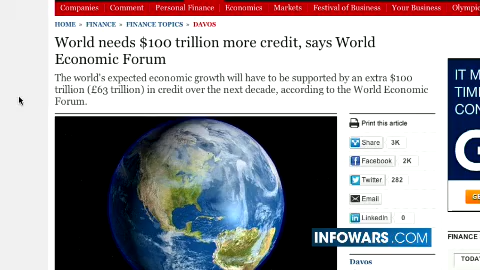 Companies Comment Personal Finance Economics Markets Festival of Business Your Business Olympic
HOME » FINANCE » FINANCE TOPICS » DAVOS
World needs $100 trillion more credit, says World
Economic Forum
The world's expected economic growth will have to be supported by an extra $100
trillion (£63 trillion) in credit over the next decade, according to the World Economic
Forum.
IT M
TIME
CON
G
Print this article
Share 3K
Facebook 2K
Twitter 282
Email
LinkedIn 0
INFOWARS.COM
FINANCE
TODAY
Davos